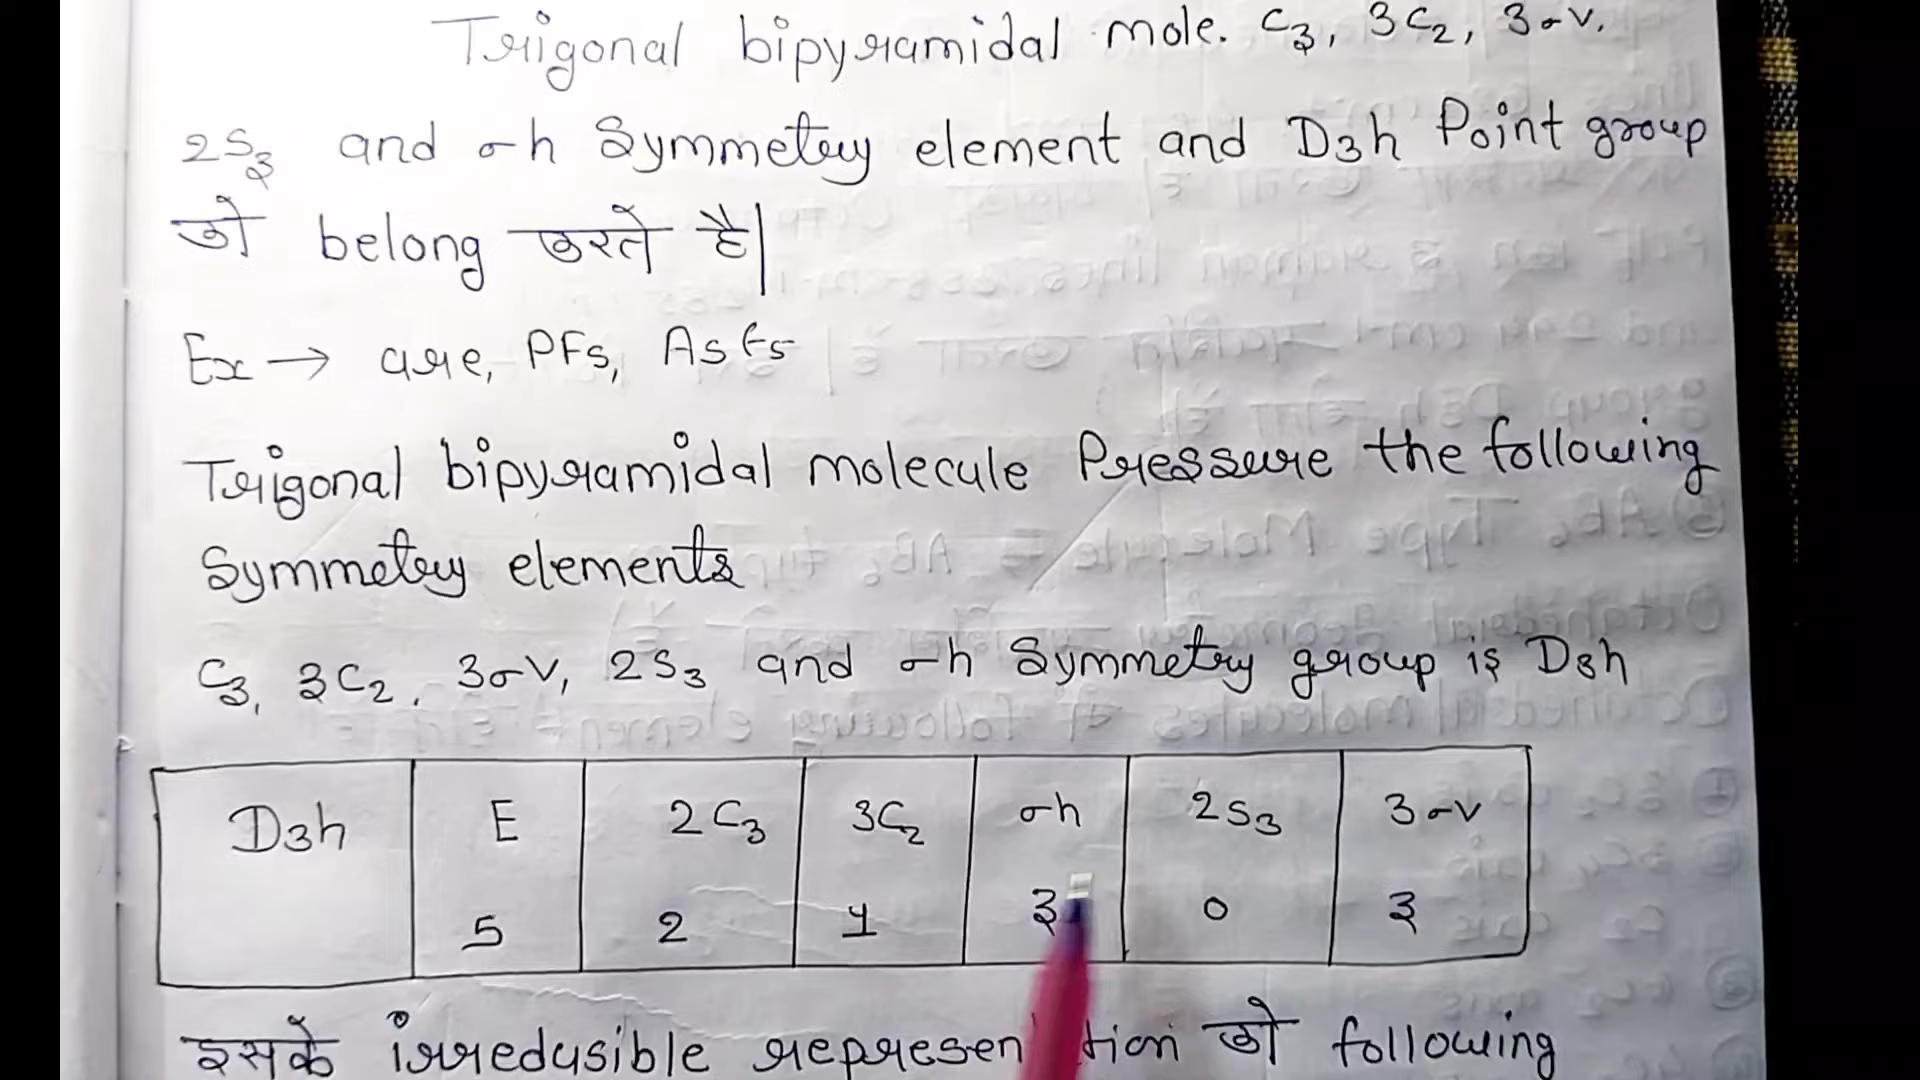 Trigonal bipyramidal mole. C3, 3C2, 3σv.
2S3 and σh Symmetry element and D3h Point group
को belong करते है|
Ex → are, PF5, AsF5
Trigonal bipyramidal molecule Pressure the following
Symmetry elements
C3, 3C2, 3σv, 2S3 and σh Symmetry group is D3h
D3h E 2C3 3C2 σh 2S3 3σv
5 2 1 3 0 3
इसके irredusible represention को following